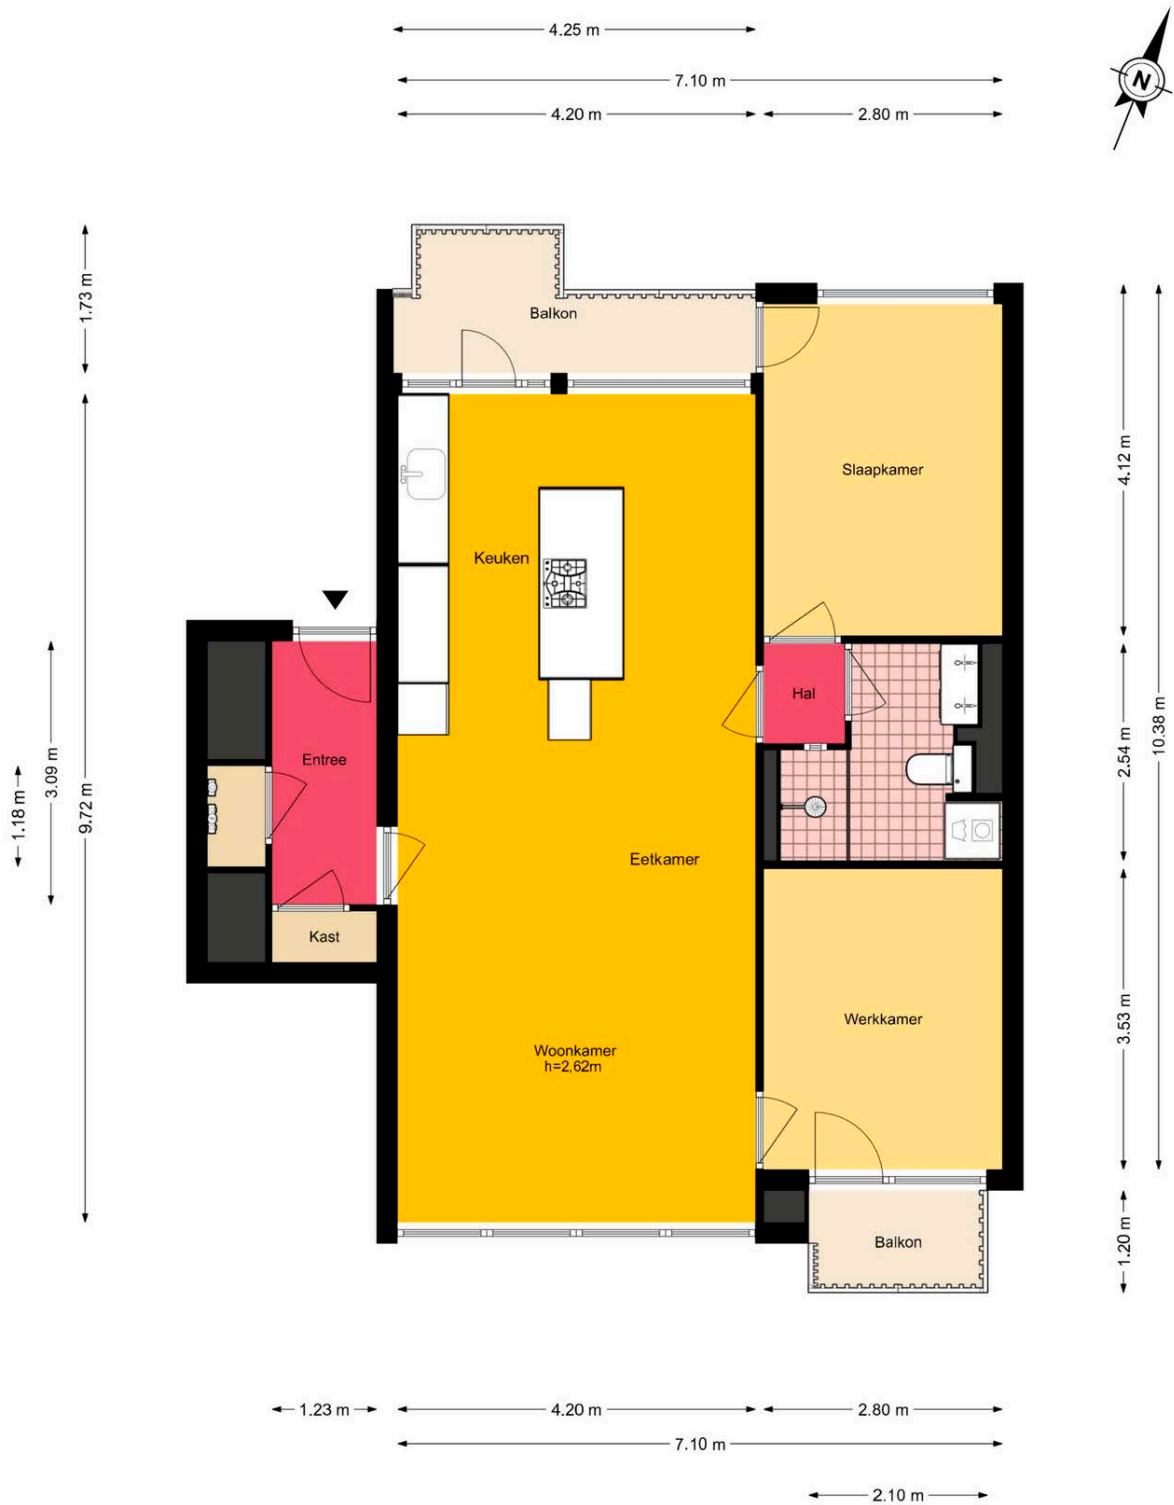 4.25 m
7.10 m
4.20 m
2.80 m
N
1.73 m
Balkon
4.12 m
Slaapkamer
Keuken
Hal
10.38 m
2.54 m
Entree
3.09 m
1.18 m
9.72 m
Eetkamer
Kast
Werkkamer
3.53 m
Woonkamer
h=2,62m
Balkon
1.20 m
1.23 m
4.20 m
2.80 m
7.10 m
2.10 m